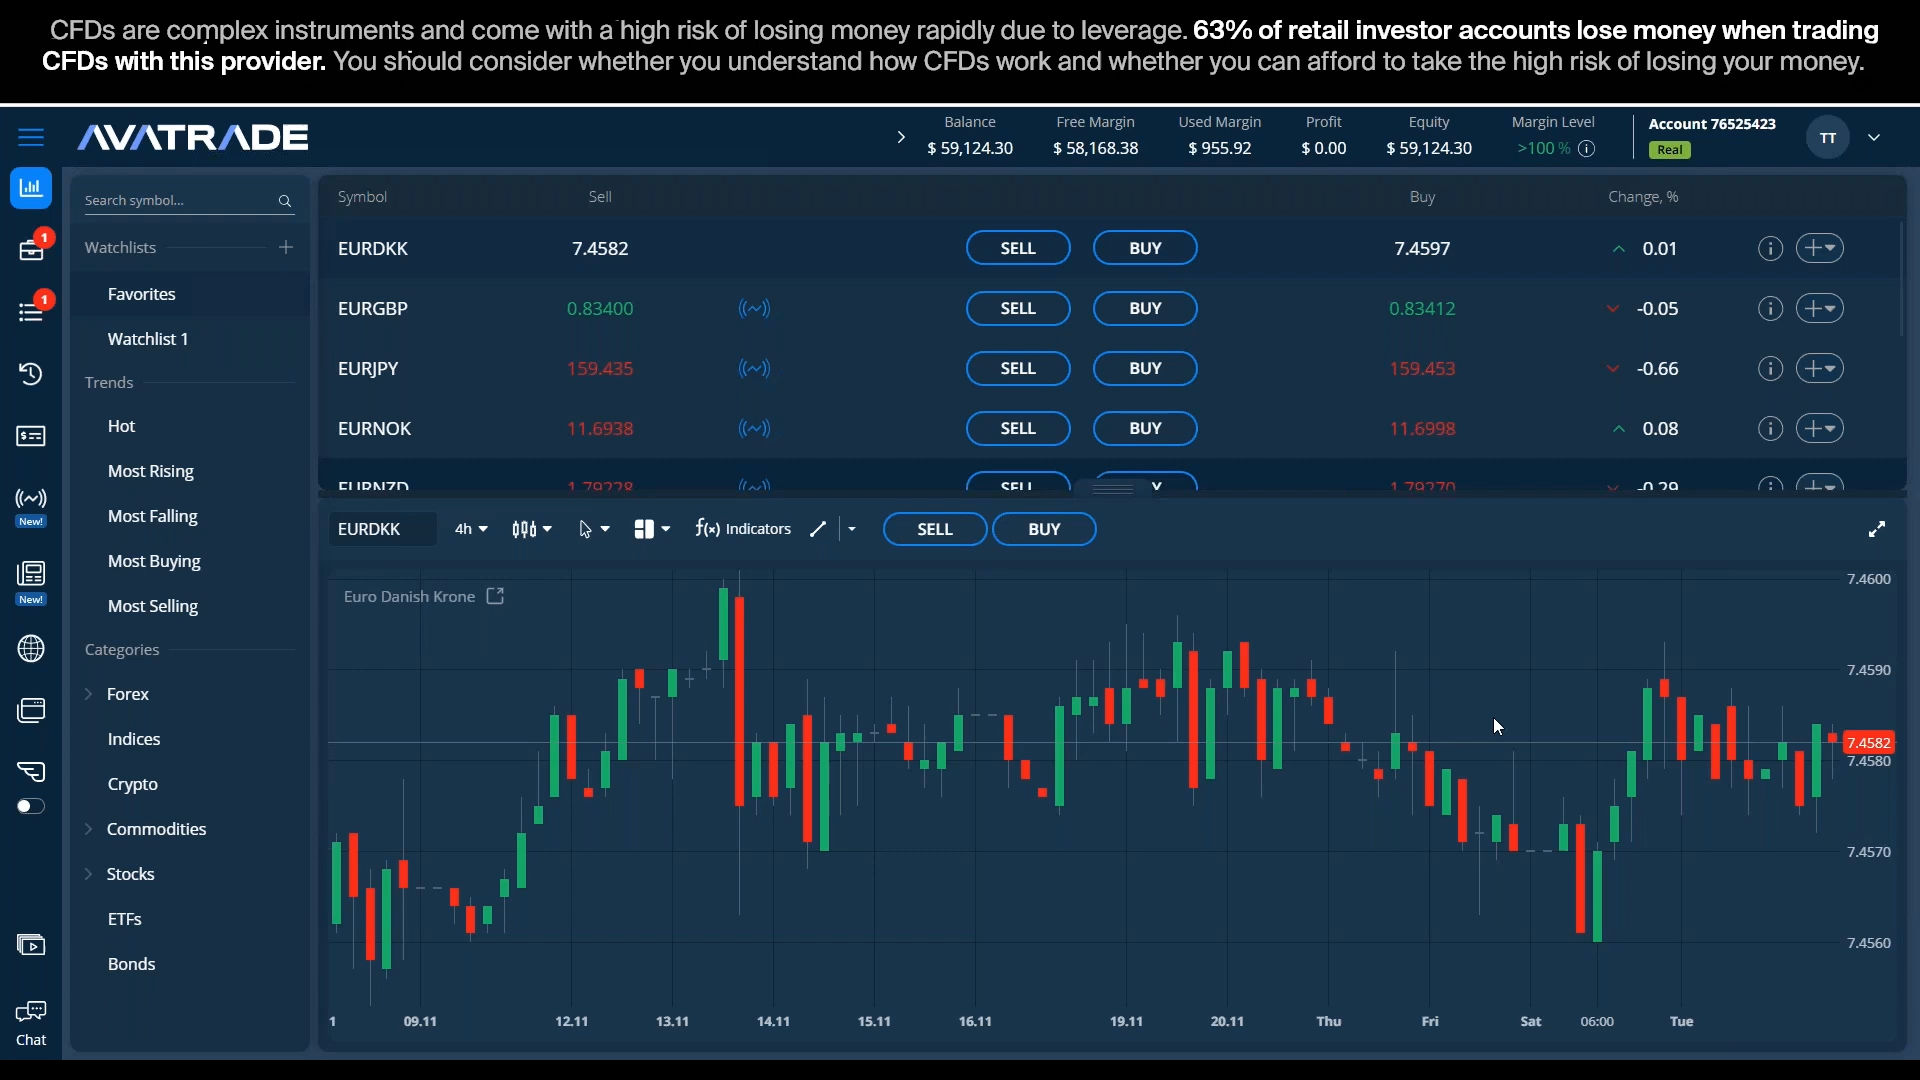 CFDs are complex instruments and come with a high risk of losing money rapidly due to leverage. 63% of retail investor accounts lose money when trading
CFDs with this provider. You should consider whether you understand how CFDs work and whether you can afford to take the high risk of losing your money.
AVATRADE
Balance Free Margin Used Margin Profit Equity Margin Level
$ 59,124.30 $ 58,168.38 $ 955.92 $ 0.00 $ 59,124.30 >100 %
Account 76525423
Real
TT
1
1
New!
New!
Chat
Search symbol...
Watchlists
Favorites
Watchlist 1
Trends
Hot
Most Rising
Most Falling
Most Buying
Most Selling
Categories
Forex
Indices
Crypto
Commodities
Stocks
ETFs
Bonds
Symbol Sell Buy Change, %
EURDKK 7.4582 SELL BUY 7.4597 0.01
EURGBP 0.83400 SELL BUY 0.83412 -0.05
EURJPY 159.435 SELL BUY 159.453 -0.66
EURNOK 11.6938 SELL BUY 11.6998 0.08
EURNZD 1.79228 SELL 1.79270 -0.29
EURDKK 4h f(x) Indicators SELL BUY
Euro Danish Krone
7.4600
7.4590
7.4582
7.4580
7.4570
7.4560
1 09.11 12.11 13.11 14.11 15.11 16.11 19.11 20.11 Thu Fri Sat 06:00 Tue